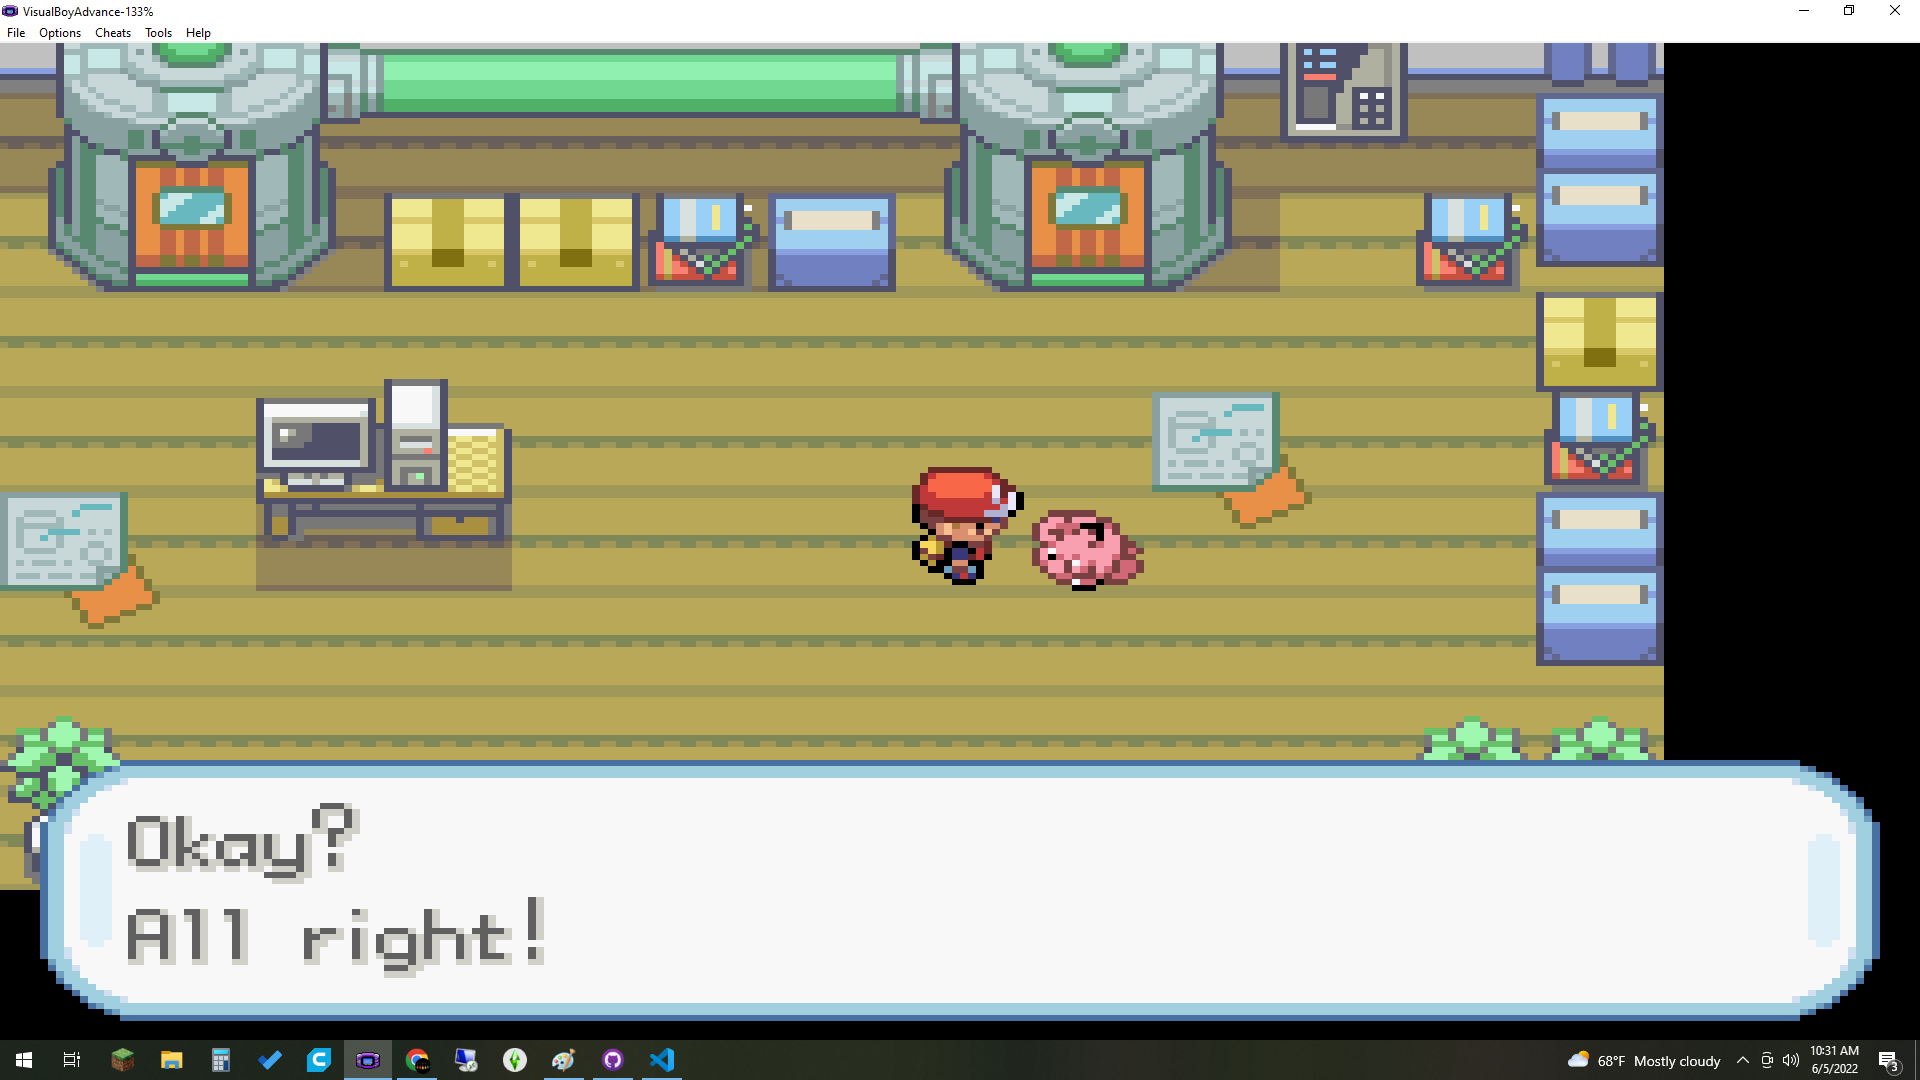 VisualBoyAdvance-133%
File Options Cheats Tools Help
Okay?
All right!
68°F Mostly cloudy
10:31 AM
6/5/2022
3